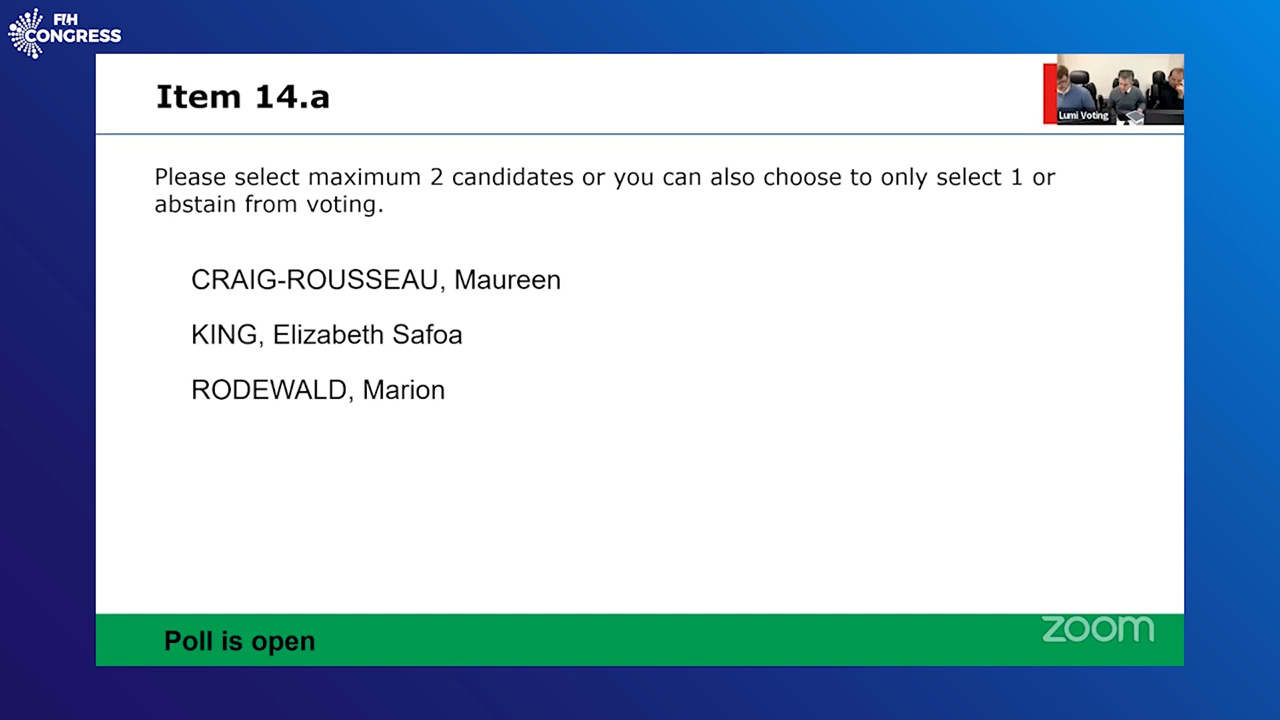 FIH
CONGRESS
Item 14.a
Lumi Voting
Please select maximum 2 candidates or you can also choose to only select 1 or
abstain from voting.
CRAIG-ROUSSEAU, Maureen
KING, Elizabeth Safoa
RODEWALD, Marion
Poll is open
zoom